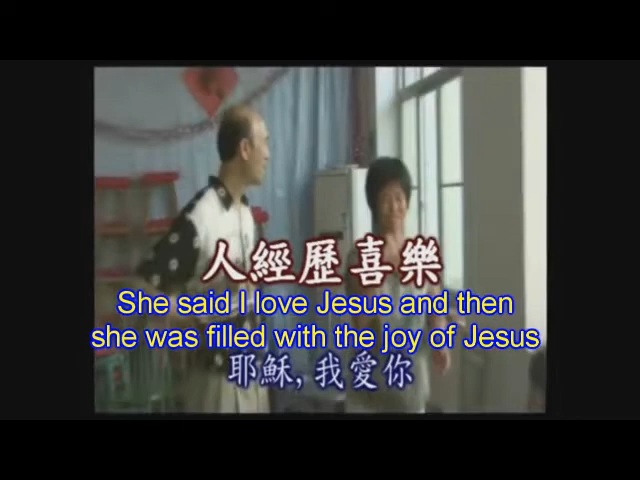 人經歷喜樂
She said I love Jesus and then
she was filled with the joy of Jesus
耶穌,我愛你